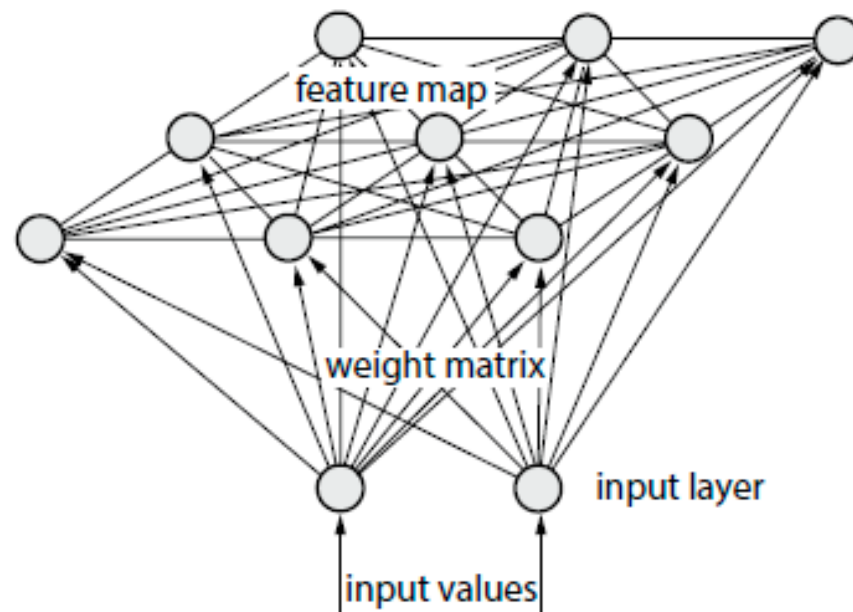 feature map
weight matrix
input layer
input values